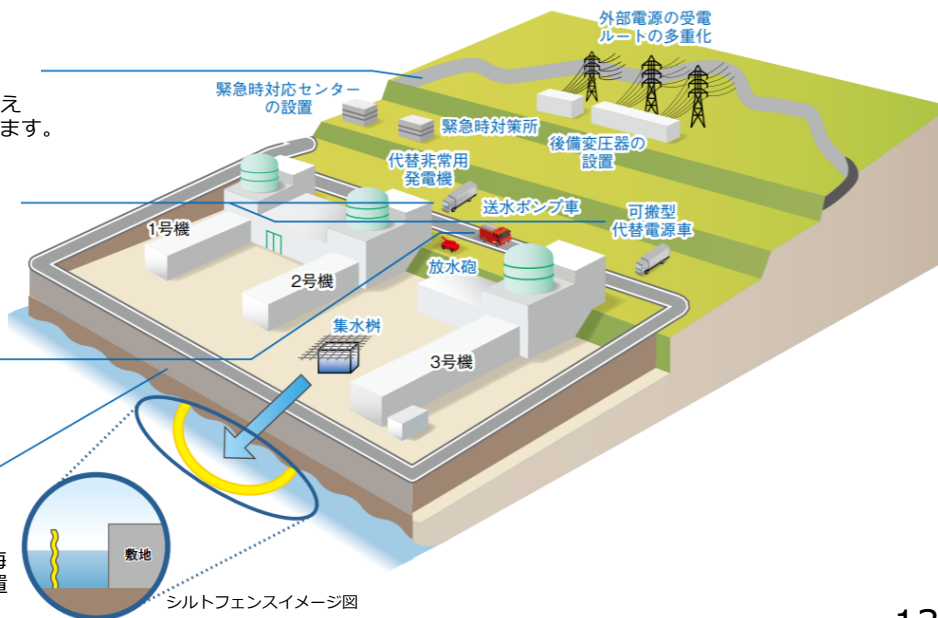 外部電源の受電
ルートの多重化
緊急時対応センター
の設置
え
ます。
緊急時対策所
後備変圧器の
設置
代替非常用
発電機
送水ポンプ車
可搬型
代替電源車
1号機
放水砲
2号機
集水桝
3号機
敷地
海
置
シルトフェンスイメージ図